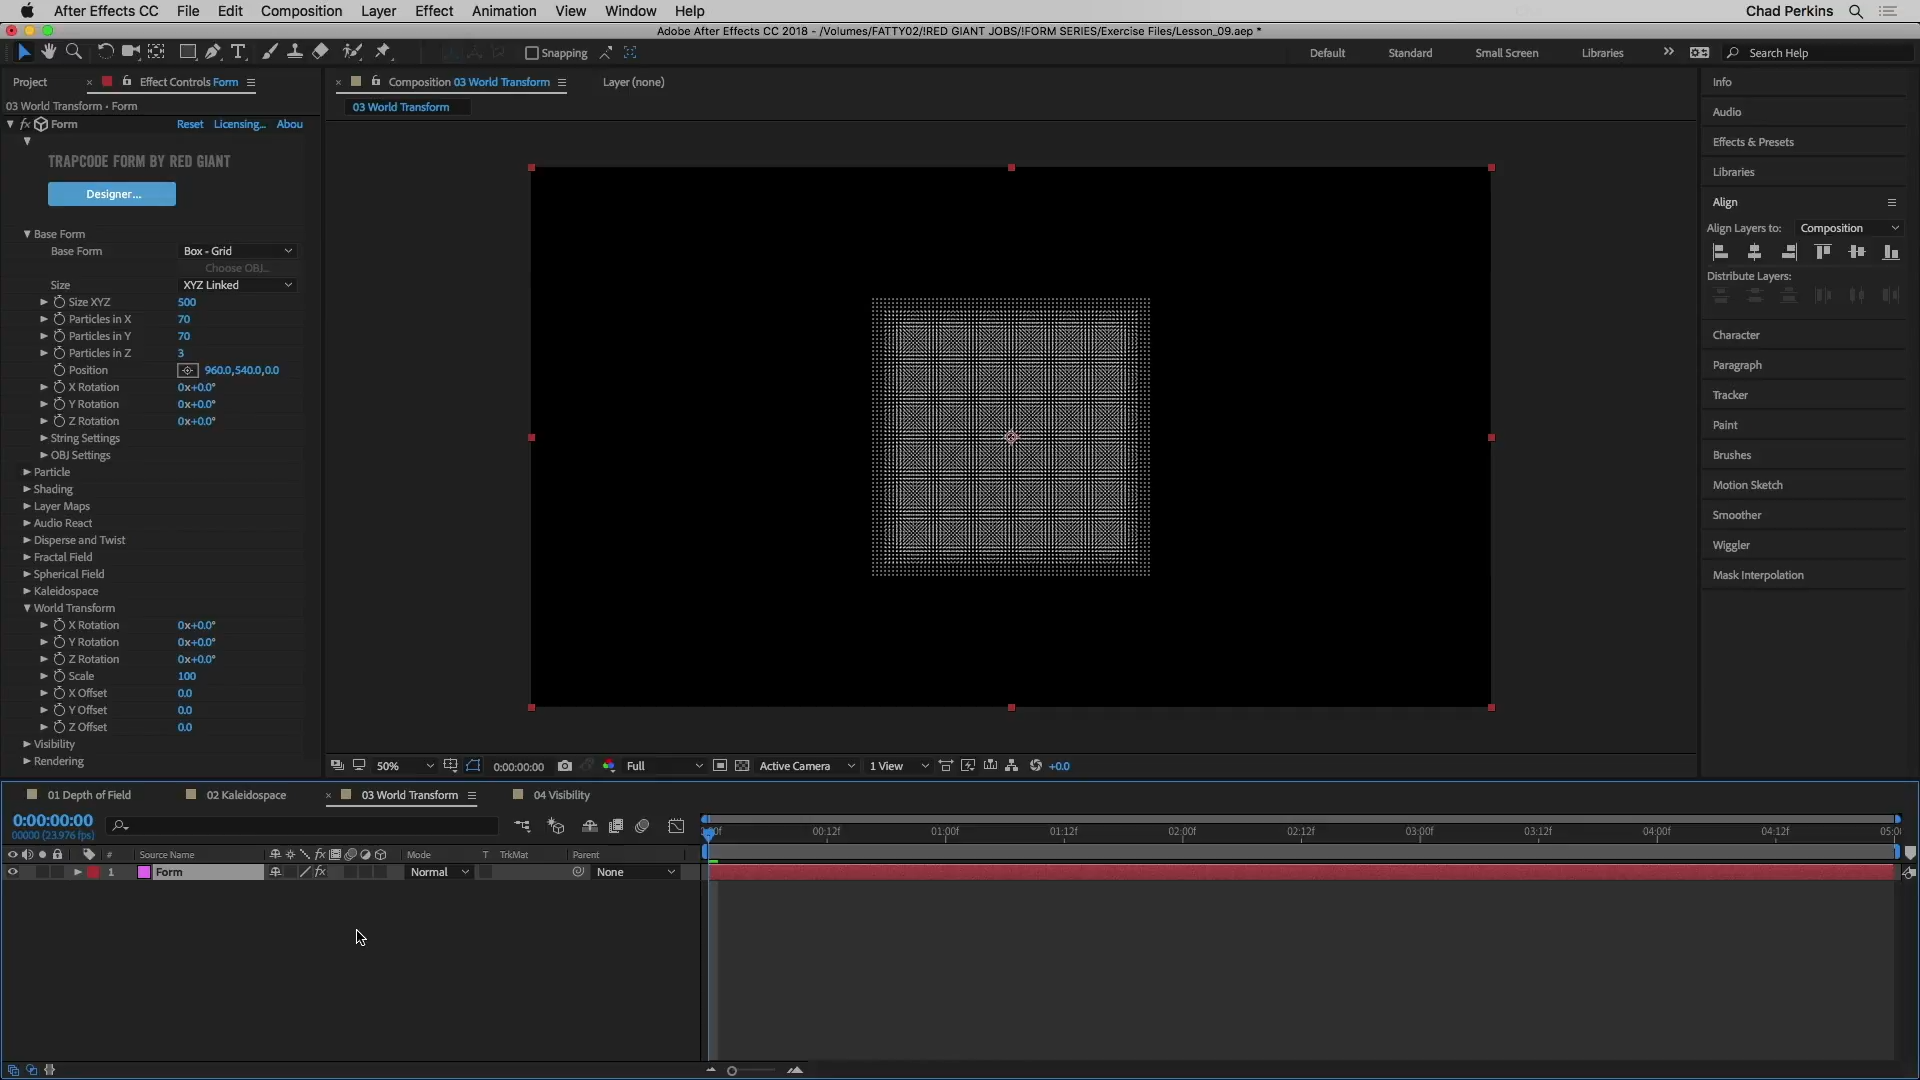 After Effects CC File Edit Composition Layer Effect Animation View Window Help Chad Perkins
Adobe After Effects CC 2018 - /Volumes/FATTY02/!RED GIANT JOBS/!FORM SERIES/Exercise Files/Lesson_09.aep *
Snapping Default Standard Small Screen Libraries Search Help
Project Effect Controls Form
03 World Transform • Form
fx Form Reset Licensing... Abou
TRAPCODE FORM BY RED GIANT
Designer...
Base Form
Base Form Box - Grid
Choose OBJ...
Size XYZ Linked
Size XYZ 500
Particles in X 70
Particles in Y 70
Particles in Z 3
Position 960.0,540.0,0.0
X Rotation 0x+0.0°
Y Rotation 0x+0.0°
Z Rotation 0x+0.0°
String Settings
OBJ Settings
Particle
Shading
Layer Maps
Audio React
Disperse and Twist
Fractal Field
Spherical Field
Kaleidospace
World Transform
X Rotation 0x+0.0°
Y Rotation 0x+0.0°
Z Rotation 0x+0.0°
Scale 100
X Offset 0.0
Y Offset 0.0
Z Offset 0.0
Visibility
Rendering
Composition 03 World Transform Layer (none)
03 World Transform
50% 0:00:00:00 Full Active Camera 1 View +0.0
Info
Audio
Effects & Presets
Libraries
Align
Align Layers to: Composition
Distribute Layers:
Character
Paragraph
Tracker
Paint
Brushes
Motion Sketch
Smoother
Wiggler
Mask Interpolation
01 Depth of Field 02 Kaleidospace 03 World Transform 04 Visibility
0:00:00:00
00000 (23.976 fps)
00:12f 01:00f 01:12f 02:00f 02:12f 03:00f 03:12f 04:00f 04:12f
# Source Name fx Mode T TrkMat Parent
1 Form fx Normal None